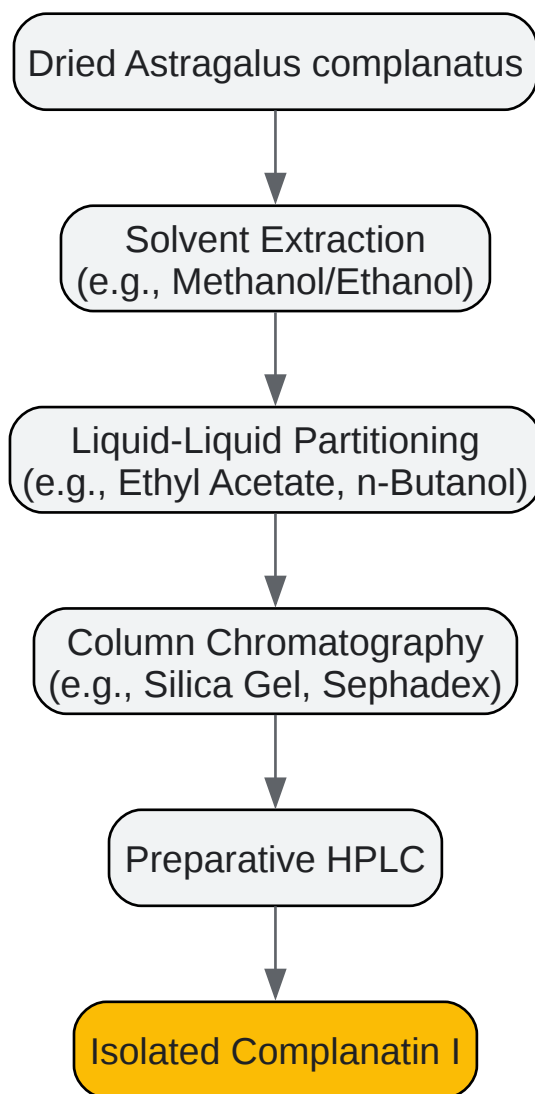 Dried Astragalus complanatus
Solvent Extraction
(e.g., Methanol/Ethanol)
Liquid-Liquid Partitioning
(e.g., Ethyl Acetate, n-Butanol)
Column Chromatography
(e.g., Silica Gel, Sephadex)
Preparative HPLC
Isolated Complanatin I